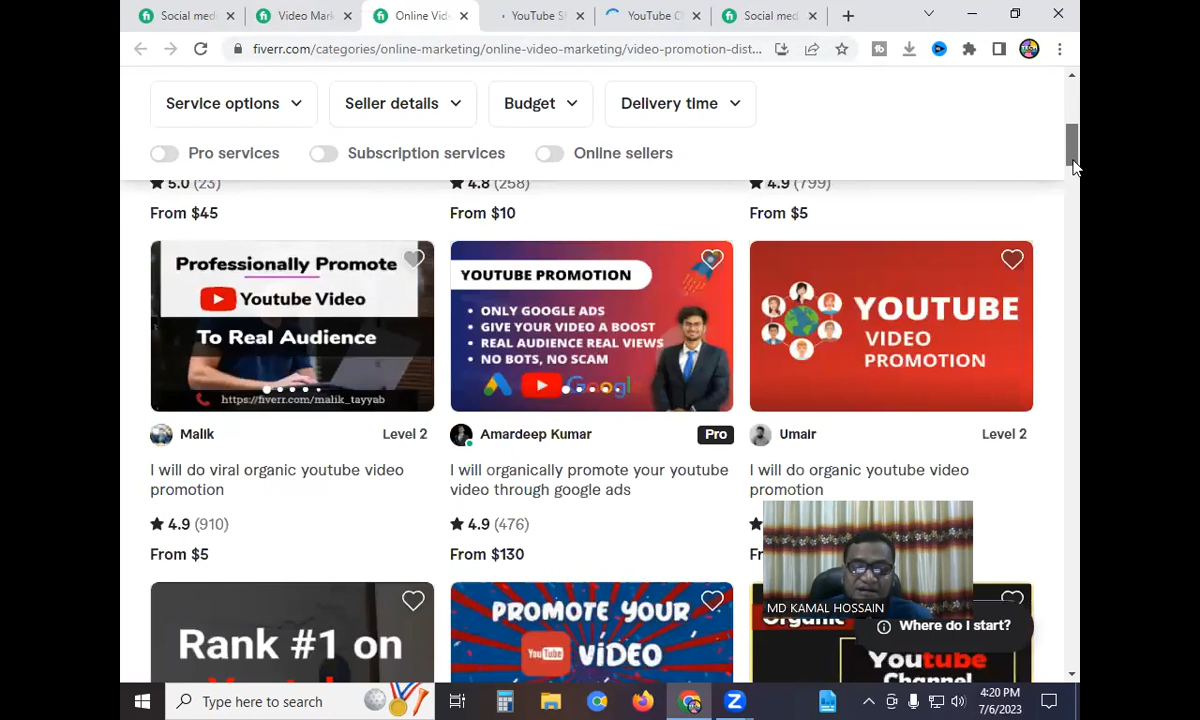 Social med
Video Mark
Online Vid
YouTube S
YouTube C
Social med
fiverr.com/categories/online-marketing/online-video-marketing/video-promotion-dist...
Service options
Seller details
Budget
Delivery time
Pro services
Subscription services
Online sellers
5.0 (23)
4.8 (258)
4.9 (799)
From $45
From $10
From $5
Professionally Promote
Youtube Video
To Real Audience
https://fiverr.com/malik_tayyab
YOUTUBE PROMOTION
• ONLY GOOGLE ADS
• GIVE YOUR VIDEO A BOOST
• REAL AUDIENCE REAL VIEWS
• NO BOTS, NO SCAM
Googl
YOUTUBE
VIDEO
PROMOTION
Malik
Level 2
Amardeep Kumar
Pro
Umair
Level 2
I will do viral organic youtube video
promotion
I will organically promote your youtube
video through google ads
I will do organic youtube video
promotion
4.9 (910)
4.9 (476)
From $5
From $130
Fr
MD KAMAL HOSSAIN
Where do I start?
Rank #1 on
PROMOTE YOUR
YouTube
VIDEO
Organic
Youtube
Channel
Type here to search
4:20 PM
7/6/2023